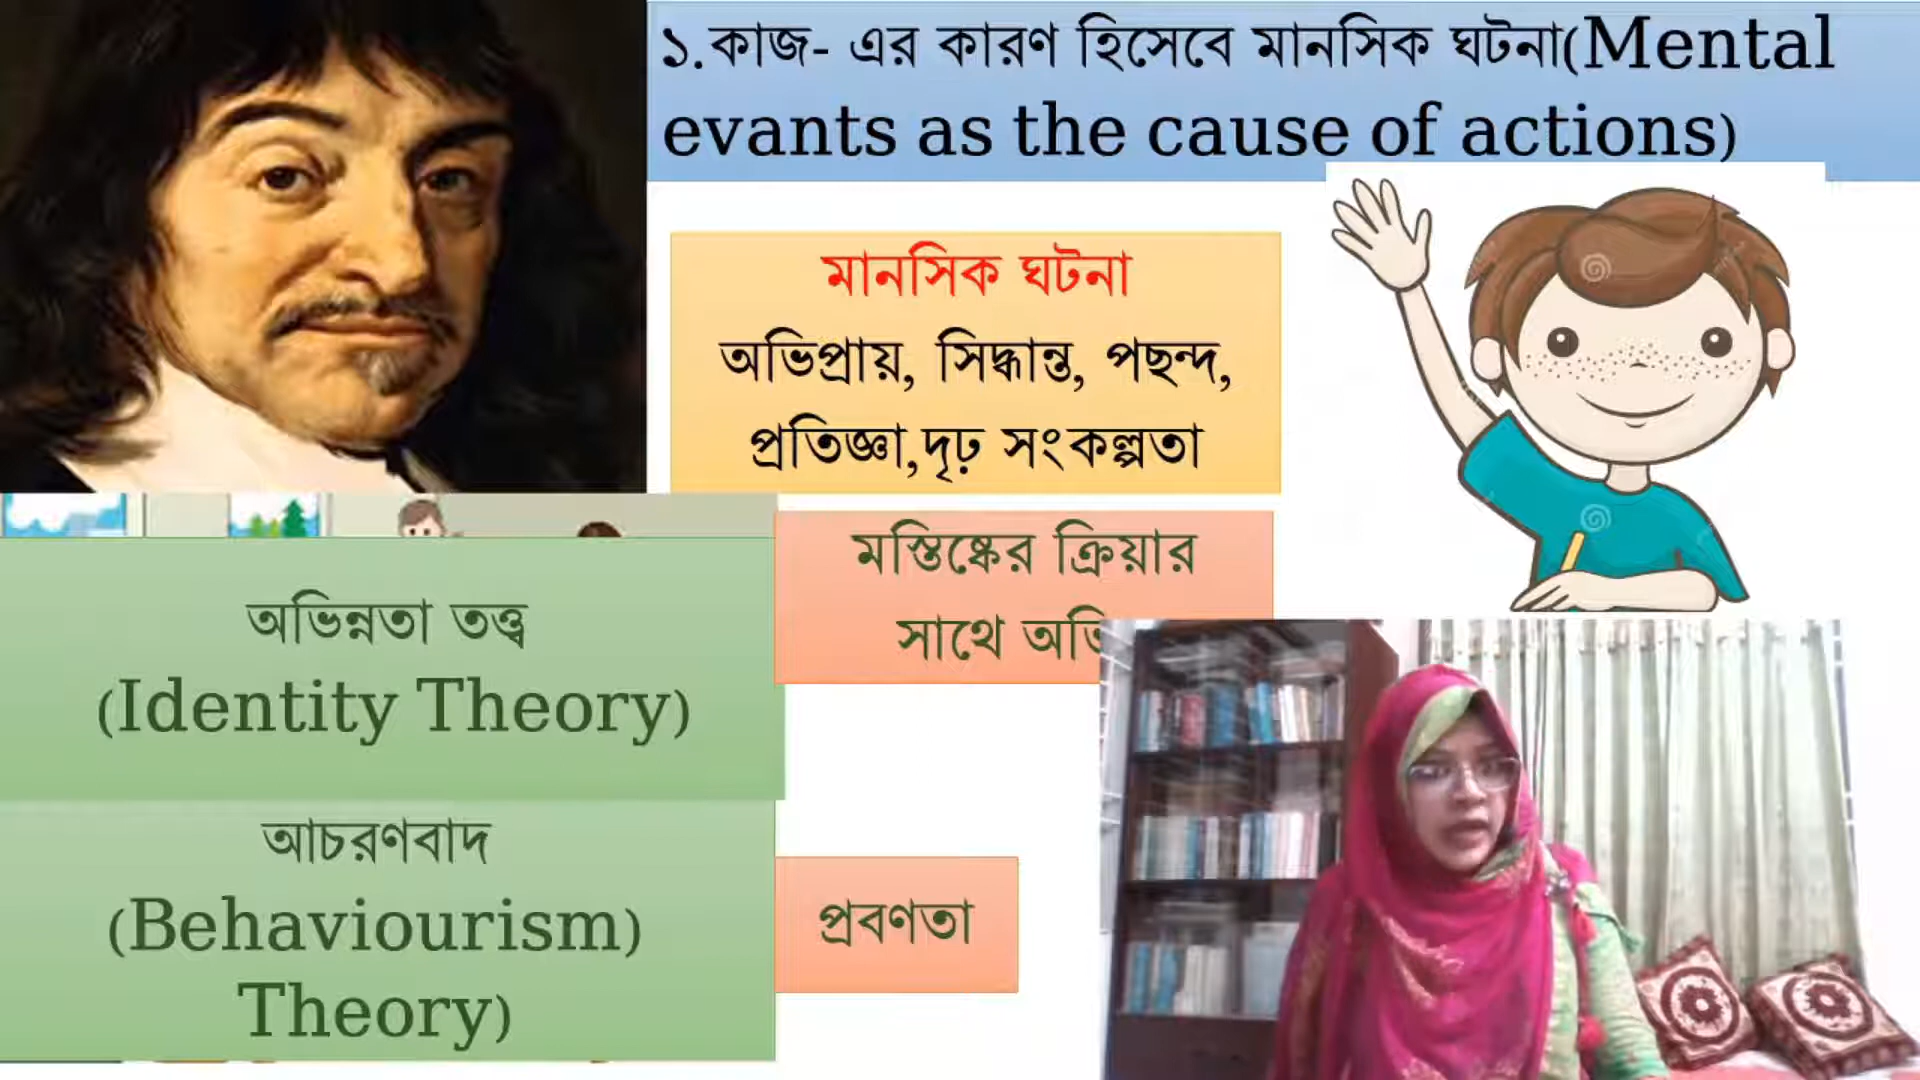 ১.কাজ- এর কারণ হিসেবে মানসিক ঘটনা(Mental
evants as the cause of actions)
মানসিক ঘটনা
অভিপ্রায়, সিদ্ধান্ত, পছন্দ,
প্রতিজ্ঞা,দৃঢ় সংকল্পতা
মস্তিষ্কের ক্রিয়ার
সাথে
অভিন্নতা তত্ত্ব
(Identity Theory)
আচরণবাদ
(Behaviourism)
Theory)
প্রবণতা